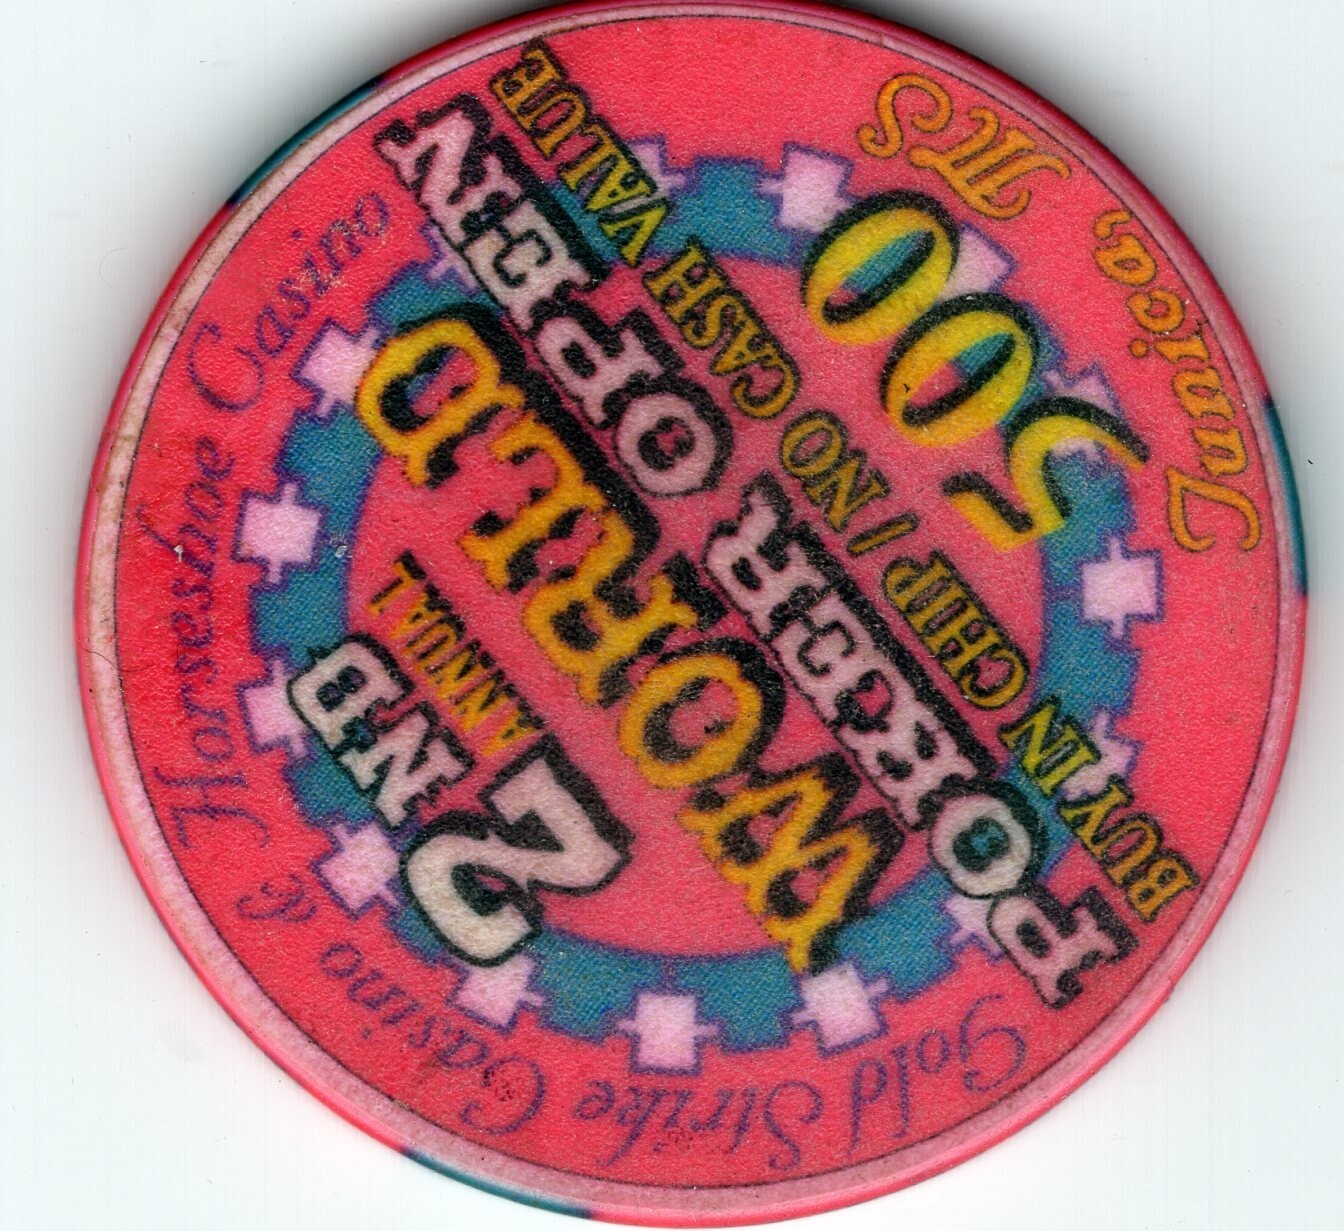 Gold Strike Casino & Horseshoe Casino
2ND
ANNUAL
WORLD
POKER OPEN
BUY IN CHIP / NO CASH VALUE
500
Tunica, MS